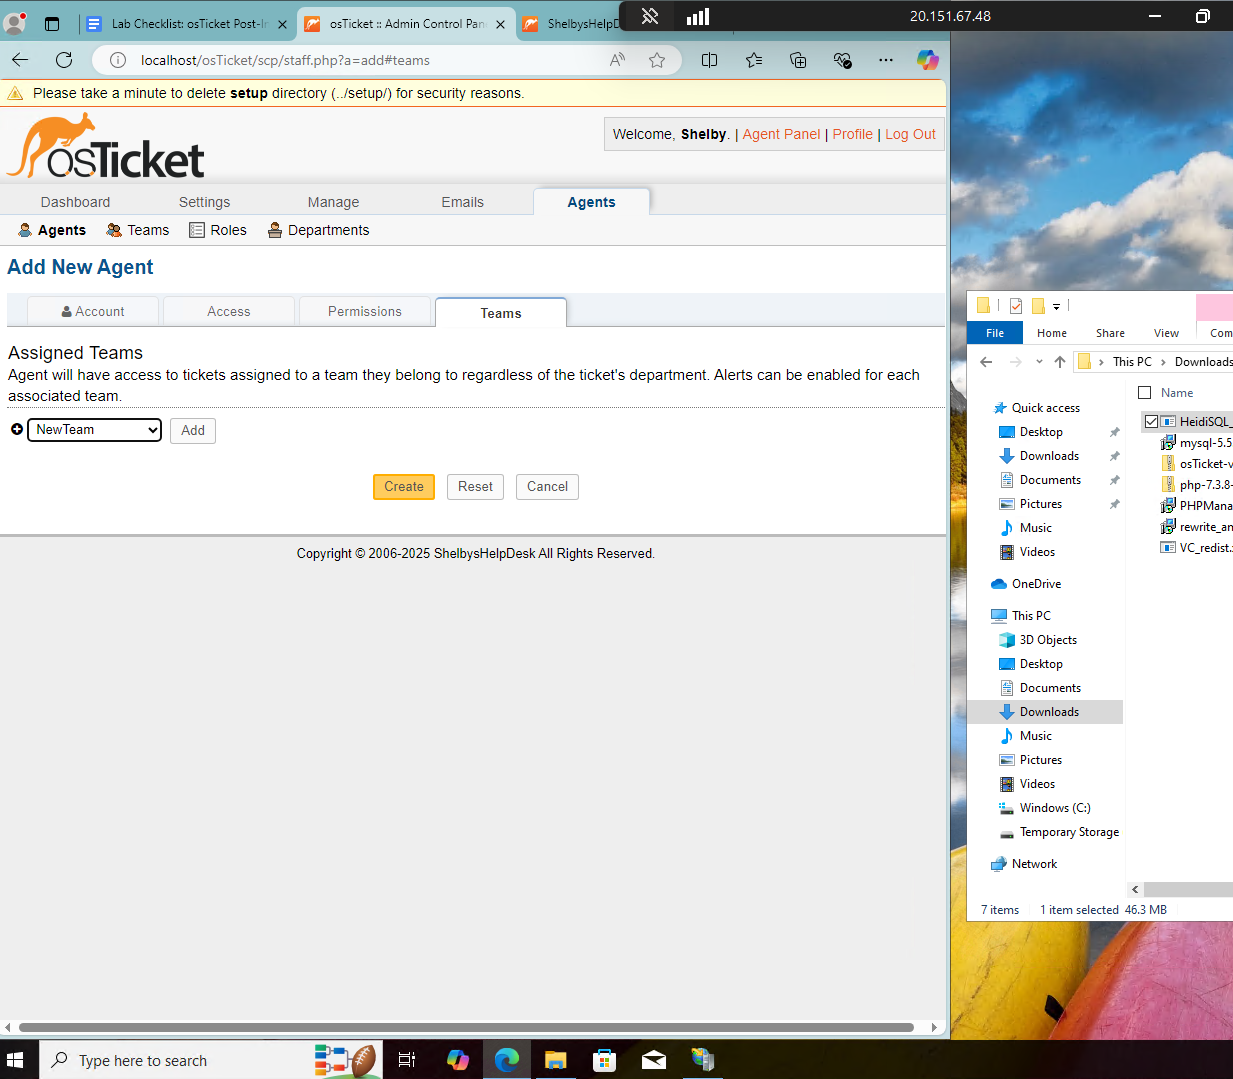 Lab Checklist: osTicket Post-In
osTicket :: Admin Control Pan
ShelbysHelpD
20.151.67.48
localhost/osTicket/scp/staff.php?a=add#teams
Please take a minute to delete setup directory (../setup/) for security reasons.
osTicket
Welcome, Shelby. | Agent Panel | Profile | Log Out
Dashboard
Settings
Manage
Emails
Agents
Agents
Teams
Roles
Departments
Add New Agent
Account
Access
Permissions
Teams
Assigned Teams
Agent will have access to tickets assigned to a team they belong to regardless of the ticket's department. Alerts can be enabled for each
associated team.
NewTeam
Add
Create
Reset
Cancel
Copyright © 2006-2025 ShelbysHelpDesk All Rights Reserved.
File
Home
Share
View
Com
This PC
Downloads
Name
Quick access
Desktop
Downloads
Documents
Pictures
Music
Videos
OneDrive
This PC
3D Objects
Desktop
Documents
Downloads
Music
Pictures
Videos
Windows (C:)
Temporary Storage
Network
HeidiSQL_
mysql-5.5
osTicket-v
php-7.3.8-
PHPMana
rewrite_an
VC_redist.
7 items
1 item selected 46.3 MB
Type here to search